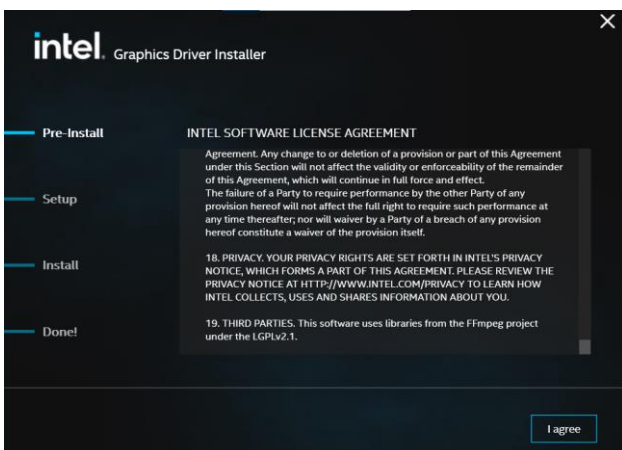 intel. Graphics Driver Installer
Pre-Install
Setup
Install
Done!
INTEL SOFTWARE LICENSE AGREEMENT
Agreement. Any change to or deletion of a provision or part of this Agreement
under this Section will not affect the validity or enforceability of the remainder
of this Agreement, which will continue in full force and effect.
The failure of a Party to require performance by the other Party of any
provision hereof will not affect the full right to require such performance at
any time thereafter; nor will waiver by a Party of a breach of any provision
hereof constitute a waiver of the provision itself.
18. PRIVACY. YOUR PRIVACY RIGHTS ARE SET FORTH IN INTEL'S PRIVACY
NOTICE, WHICH FORMS A PART OF THIS AGREEMENT. PLEASE REVIEW THE
PRIVACY NOTICE AT HTTP://WWW.INTEL.COM/PRIVACY TO LEARN HOW
INTEL COLLECTS, USES AND SHARES INFORMATION ABOUT YOU.
19. THIRD PARTIES. This software uses libraries from the FFmpeg project
under the LGPLv2.1.
I agree